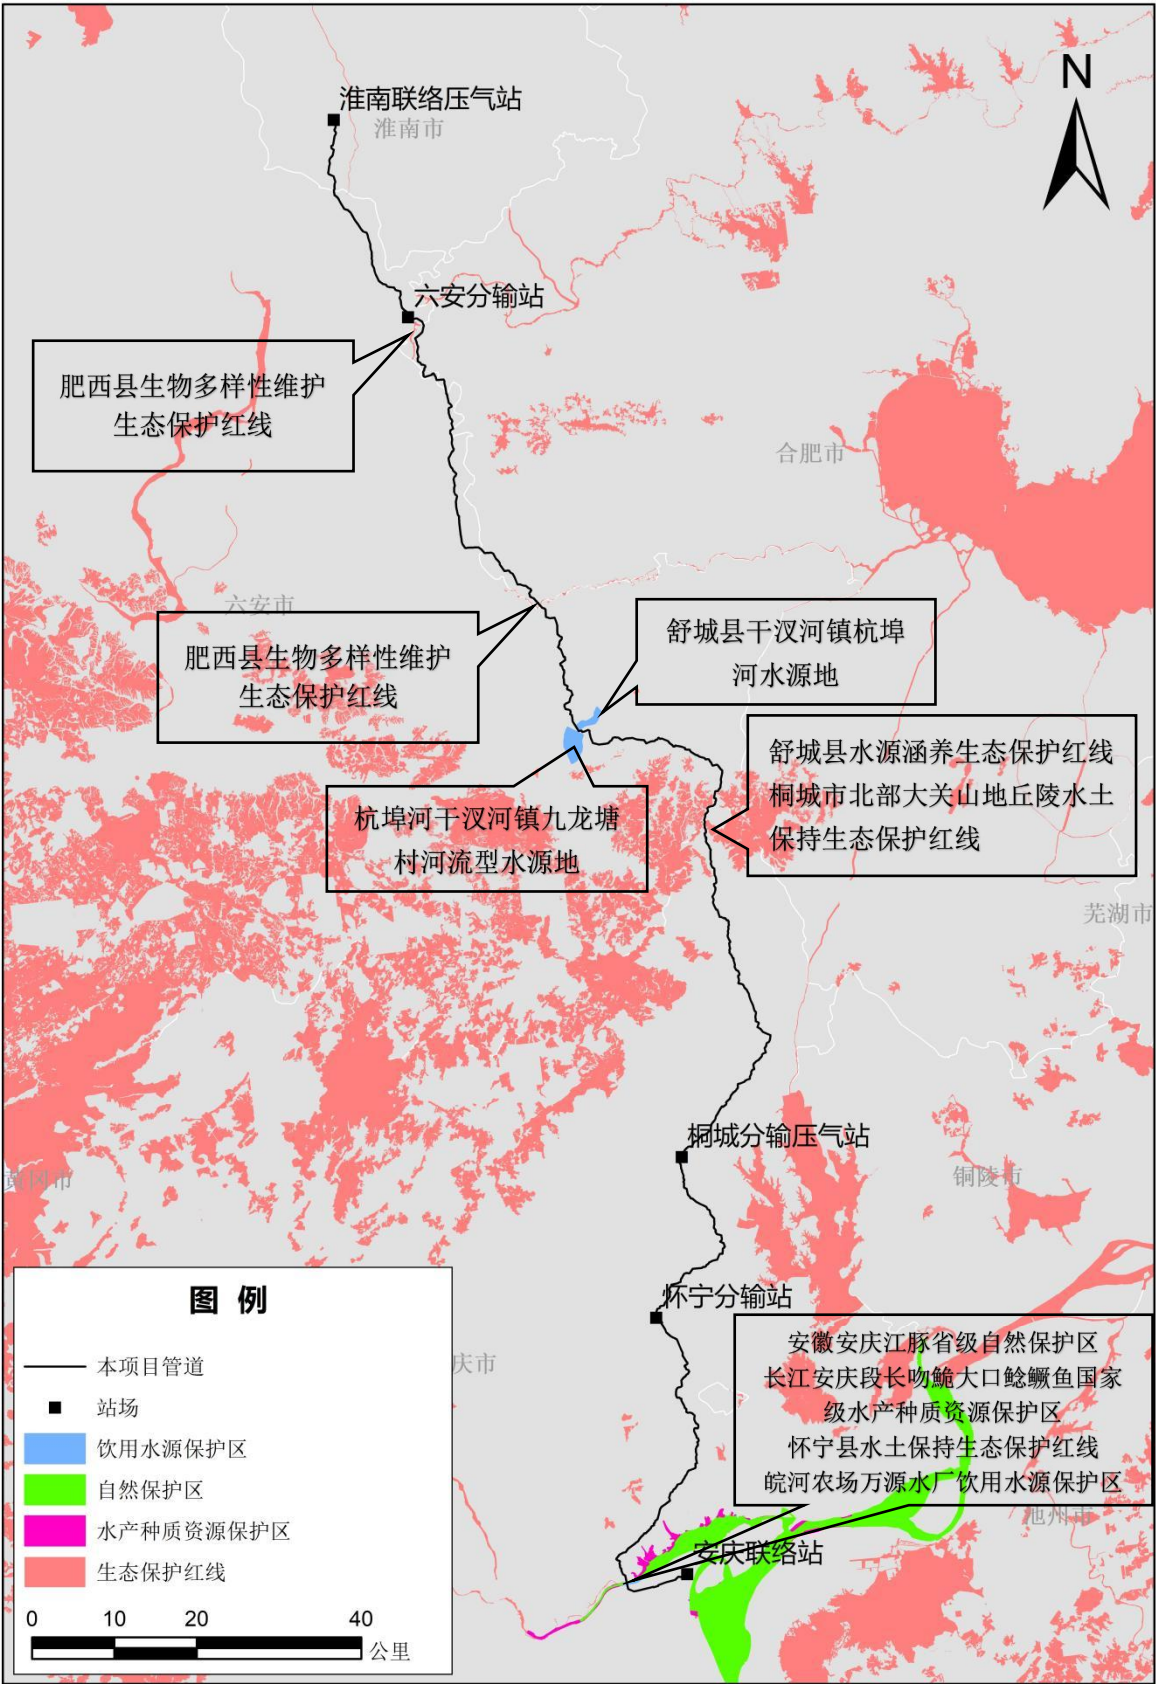 N
淮南联络压气站
淮南市
六安分输站
肥西县生物多样性维护
生态保护红线
合肥市
六安市
肥西县生物多样性维护
生态保护红线
舒城县干汊河镇杭埠
河水源地
舒城县水源涵养生态保护红线
桐城市北部大关山地丘陵水土
保持生态保护红线
杭埠河干汊河镇九龙塘
村河流型水源地
芜湖市
桐城分输压气站
黄冈市
铜陵市
怀宁分输站
庆市
安徽安庆江豚省级自然保护区
长江安庆段长吻鮠大口鲶鳜鱼国家
级水产种质资源保护区
怀宁县水土保持生态保护红线
皖河农场万源水厂饮用水源保护区
池州市
安庆联络站
图 例
本项目管道
站场
饮用水源保护区
自然保护区
水产种质资源保护区
生态保护红线
0 10 20 40
公里